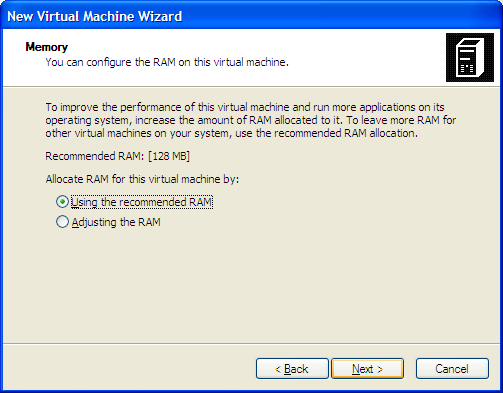 New Virtual Machine Wizard
Memory
You can configure the RAM on this virtual machine.
To improve the performance of this virtual machine and run more applications on its
operating system, increase the amount of RAM allocated to it. To leave more RAM for
other virtual machines on your system, use the recommended RAM allocation.
Recommended RAM: [128 MB]
Allocate RAM for this virtual machine by:
Using the recommended RAM
Adjusting the RAM
< Back
Next >
Cancel